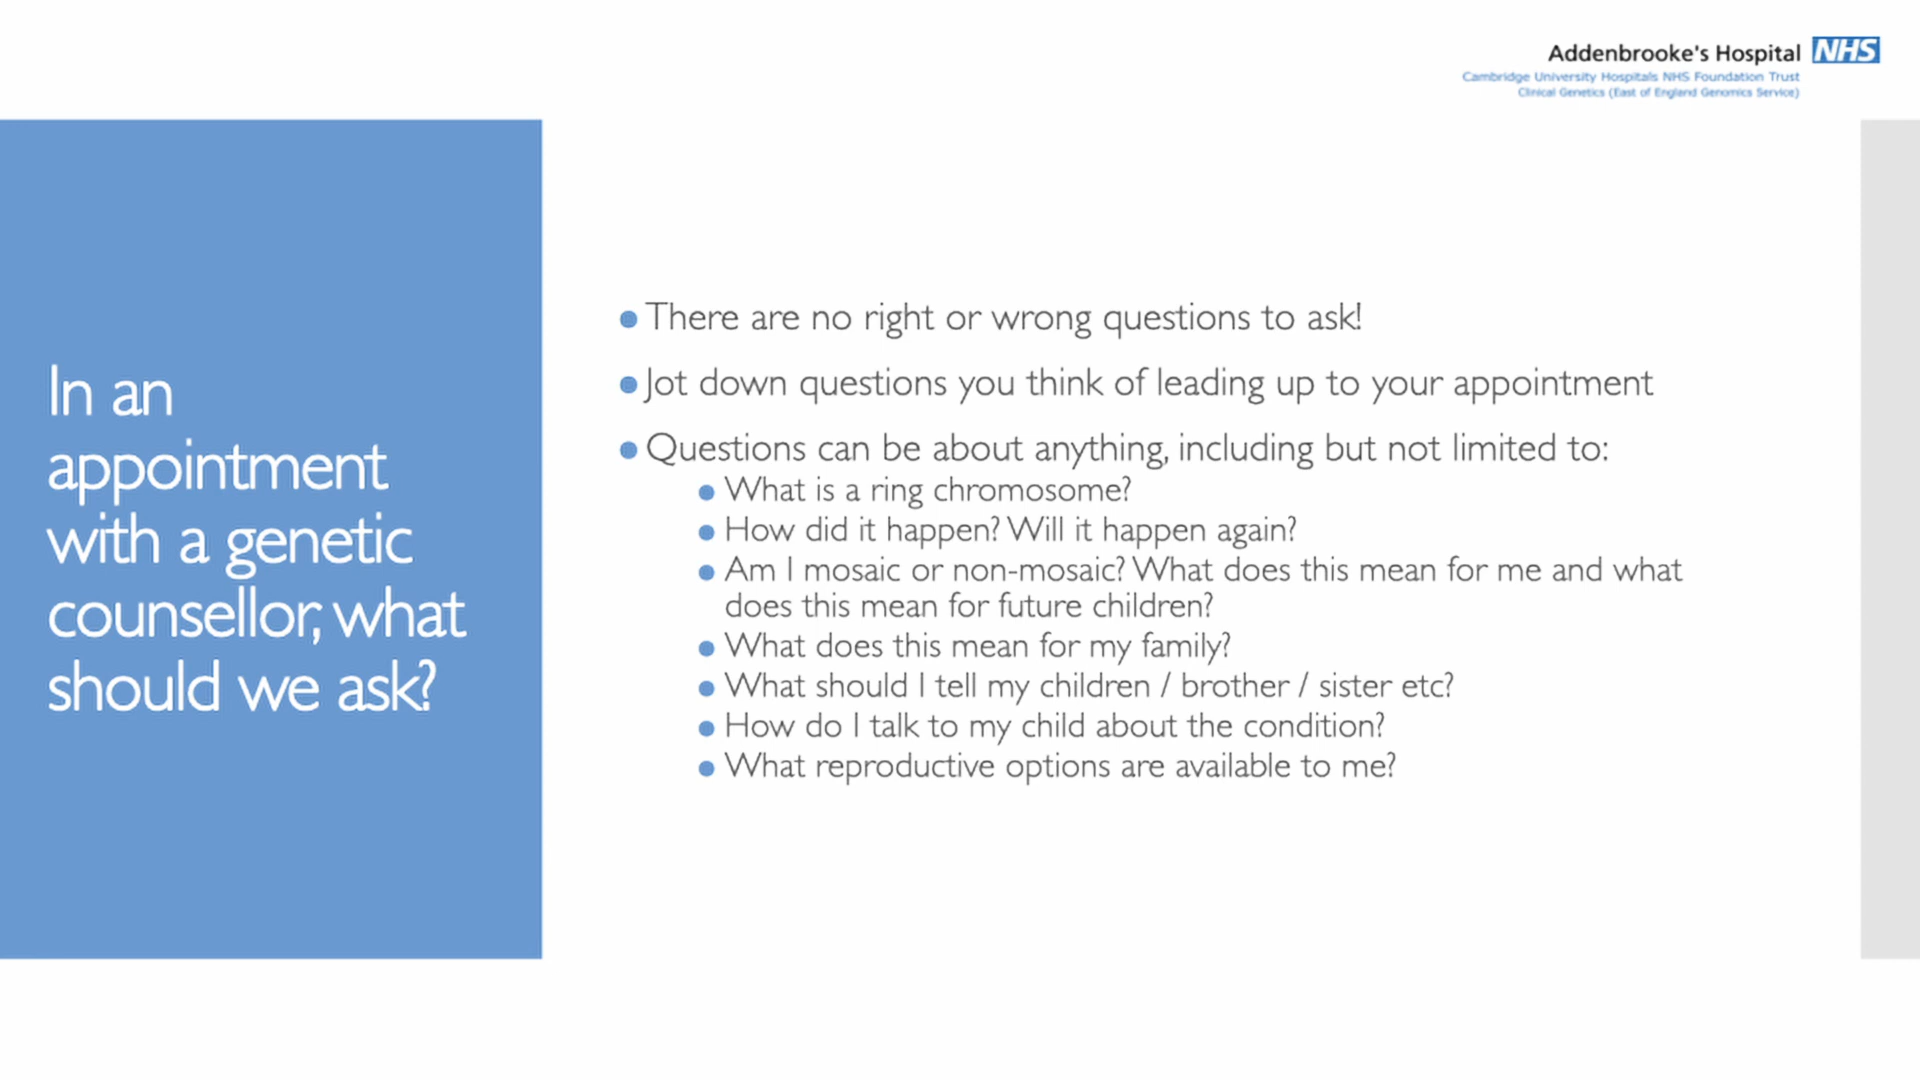 Addenbrooke's Hospital NHS
Cambridge University Hospitals NHS Foundation Trust
Clinical Genetics (East of England Genomics Service)
In an
appointment
with a genetic
counsellor, what
should we ask?
• There are no right or wrong questions to ask!
• Jot down questions you think of leading up to your appointment
• Questions can be about anything, including but not limited to:
• What is a ring chromosome?
• How did it happen? Will it happen again?
• Am I mosaic or non-mosaic? What does this mean for me and what
does this mean for future children?
• What does this mean for my family?
• What should I tell my children / brother / sister etc?
• How do I talk to my child about the condition?
• What reproductive options are available to me?